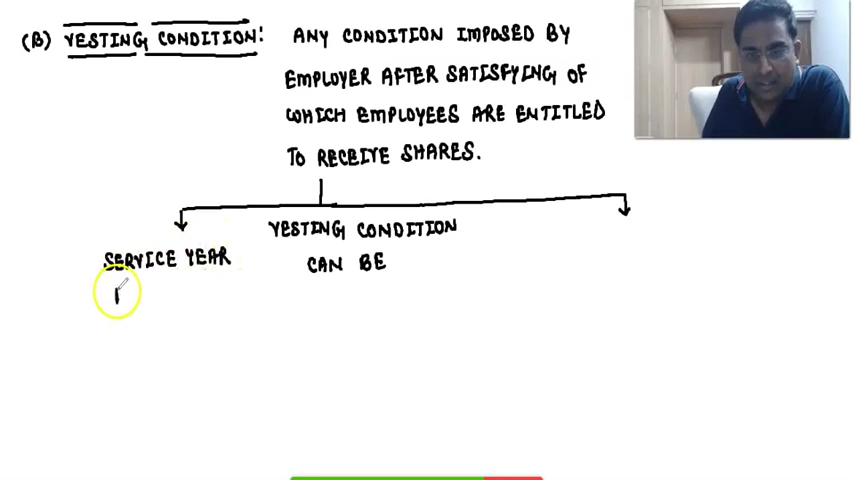 (B) VESTING CONDITION: ANY CONDITION IMPOSED BY
EMPLOYER AFTER SATISFYING OF
WHICH EMPLOYEES ARE ENTITLED
TO RECEIVE SHARES.
VESTING CONDITION
CAN BE
SERVICE YEAR